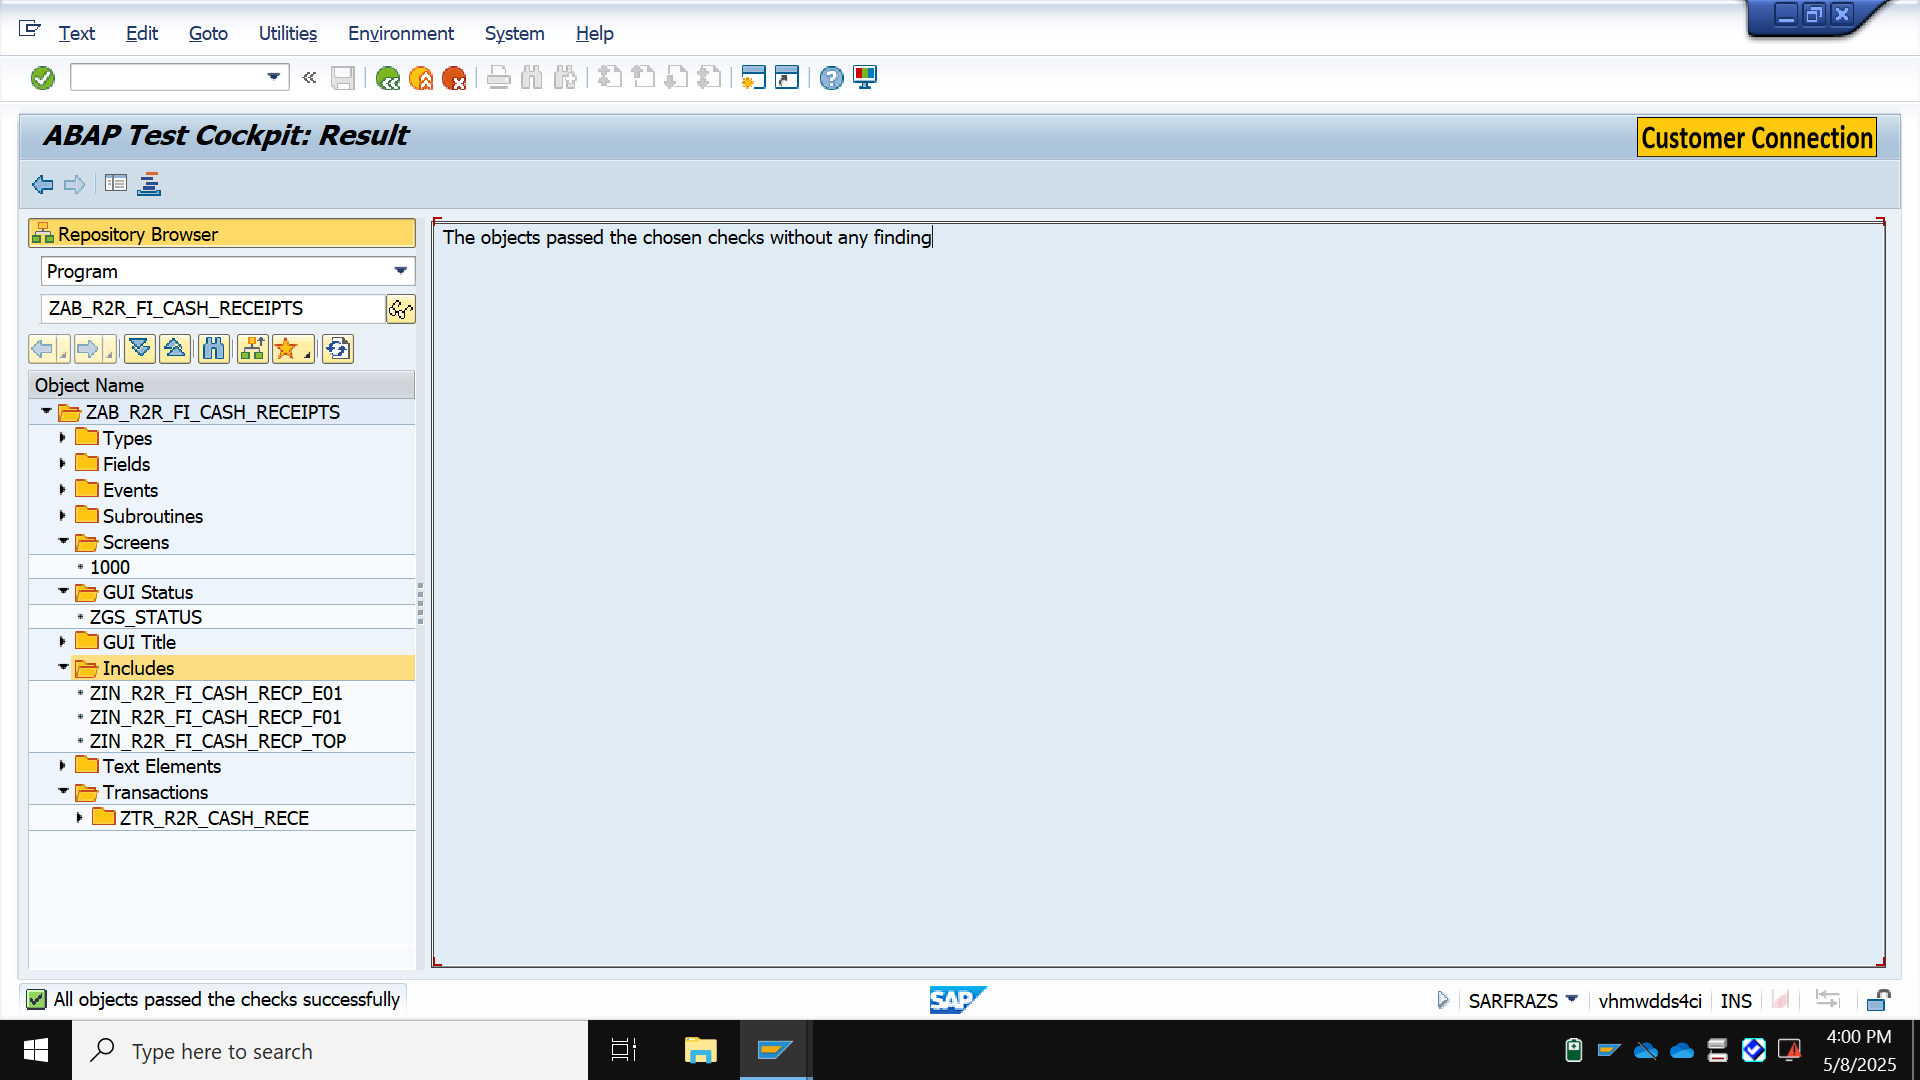 Text Edit Goto Utilities Environment System Help
ABAP Test Cockpit: Result
Customer Connection
Repository Browser
Program
ZAB_R2R_FI_CASH_RECEIPTS
Object Name
ZAB_R2R_FI_CASH_RECEIPTS
Types
Fields
Events
Subroutines
Screens
1000
GUI Status
ZGS_STATUS
GUI Title
Includes
ZIN_R2R_FI_CASH_RECP_E01
ZIN_R2R_FI_CASH_RECP_F01
ZIN_R2R_FI_CASH_RECP_TOP
Text Elements
Transactions
ZTR_R2R_CASH_RECE
The objects passed the chosen checks without any finding
All objects passed the checks successfully
SAP
SARFRAZS
vhmwdds4ci
INS
Type here to search
4:00 PM
5/8/2025